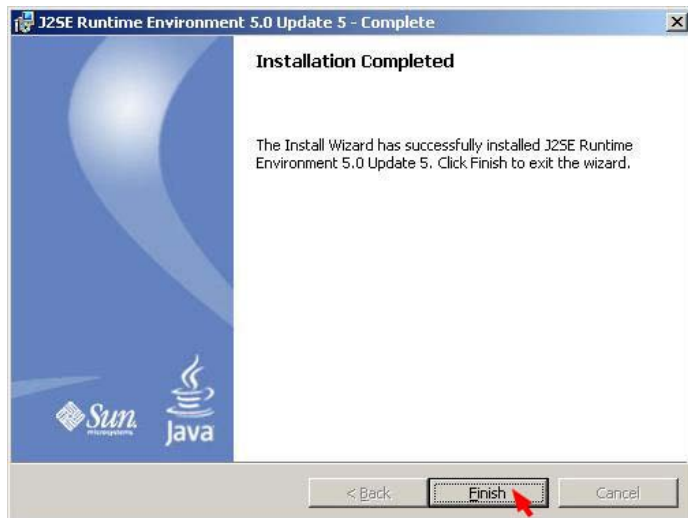 J2SE Runtime Environment 5.0 Update 5 - Complete
Installation Completed
The Install Wizard has successfully installed J2SE Runtime
Environment 5.0 Update 5. Click Finish to exit the wizard.
Sun
microsystems
Java
< Back
Finish
Cancel